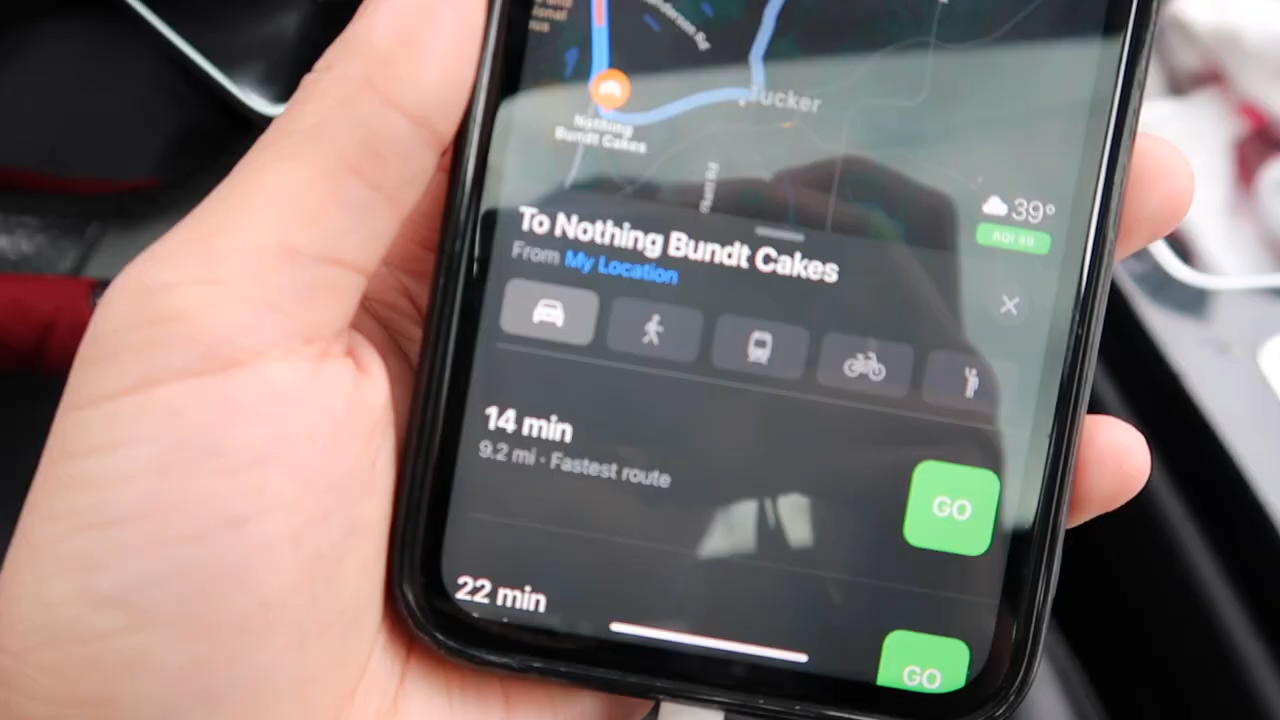 Tucker
Nothing
Bundt Cakes
39°
To Nothing Bundt Cakes
From My Location
14 min
9.2 mi · Fastest route
GO
22 min
GO